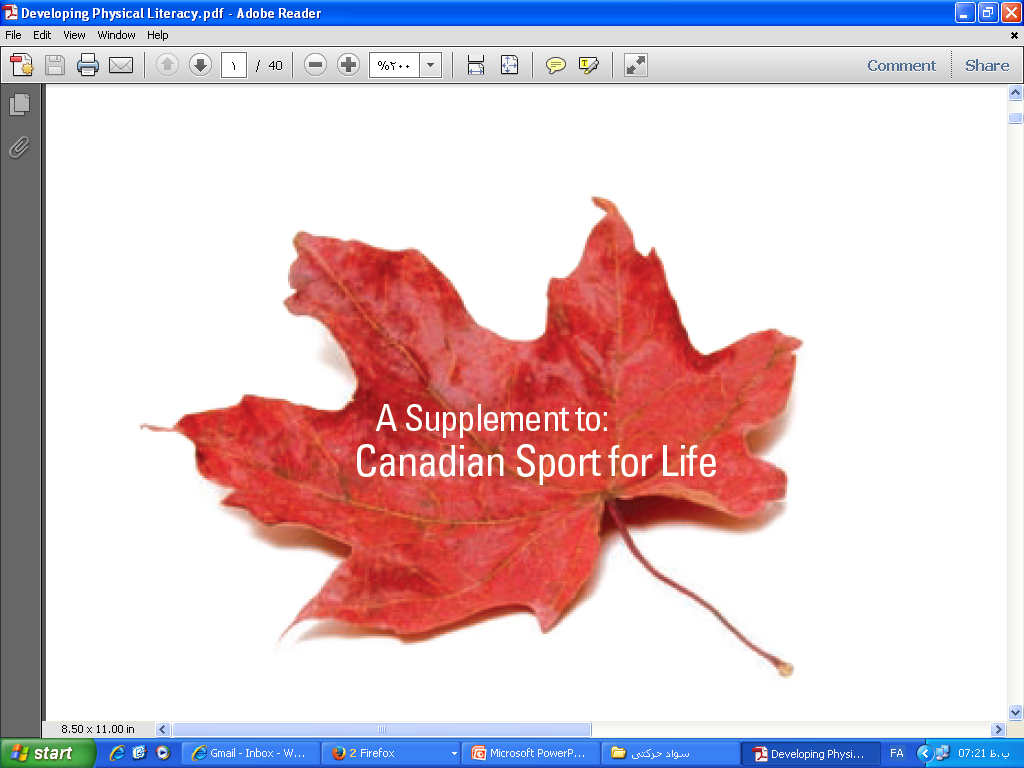 Developing Physical Literacy.pdf - Adobe Reader
File Edit View Window Help
۱ / 40 %۲۰۰ Comment Share
A Supplement to:
Canadian Sport for Life
8.50 x 11.00 in
start Gmail - Inbox - W... 2 Firefox Microsoft PowerP... سواد حرکتی Developing Physi... FA 07:21 ب.ظ